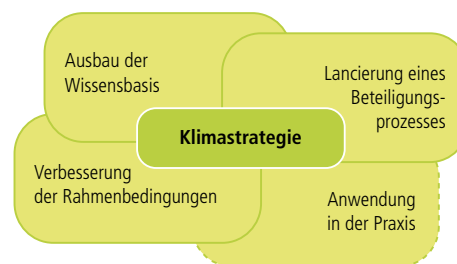 Ausbau der
Wissensbasis
Lancierung eines
Beteiligungs-
prozesses
Klimastrategie
Verbesserung
der Rahmenbedingungen
Anwendung
in der Praxis